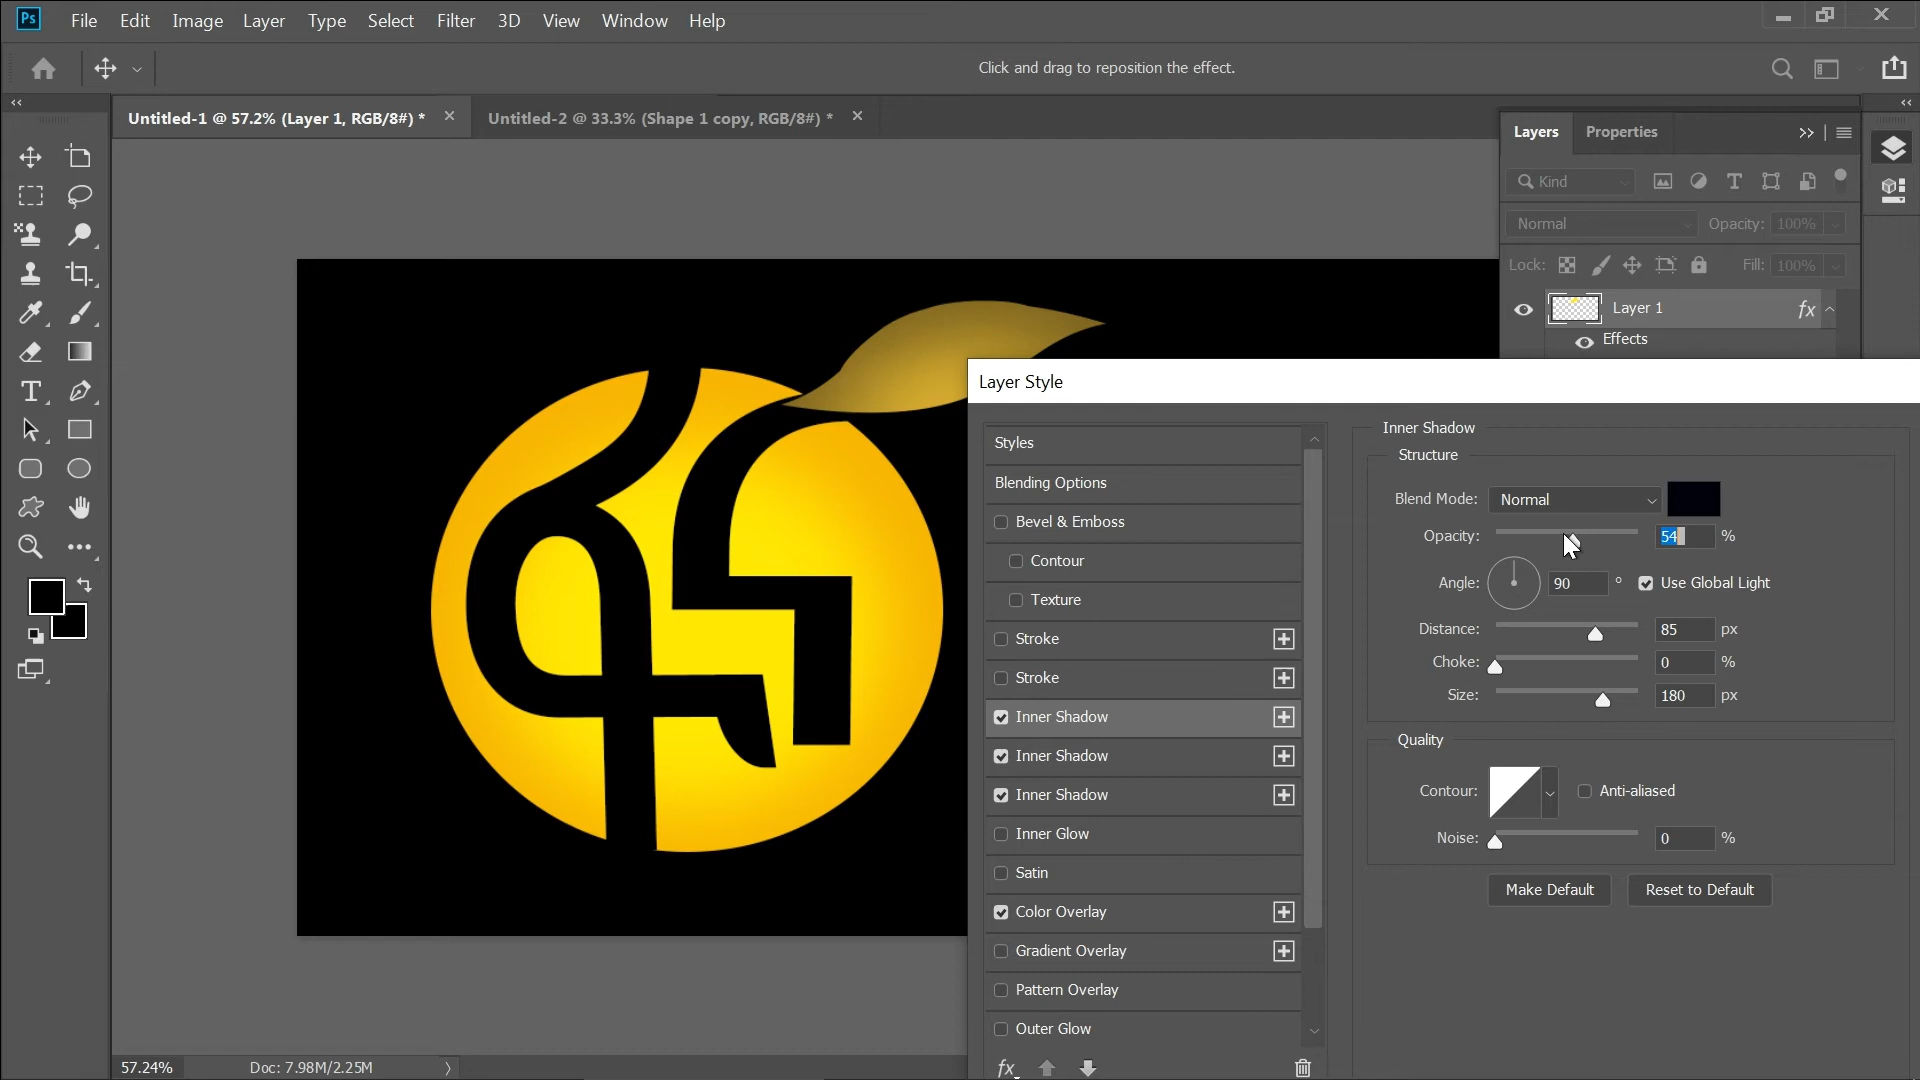 Ps File Edit Image Layer Type Select Filter 3D View Window Help
Click and drag to reposition the effect.
Untitled-1 @ 57.2% (Layer 1, RGB/8#) *
Untitled-2 @ 33.3% (Shape 1 copy, RGB/8#) *
Layers Properties
Kind
Normal Opacity: 100%
Lock: Fill: 100%
Layer 1 fx
Effects
Layer Style
Styles
Blending Options
Bevel & Emboss
Contour
Texture
Stroke
Stroke
Inner Shadow
Inner Shadow
Inner Shadow
Inner Glow
Satin
Color Overlay
Gradient Overlay
Pattern Overlay
Outer Glow
fx
Inner Shadow
Structure
Blend Mode: Normal
Opacity: 54 %
Angle: 90 ° Use Global Light
Distance: 85 px
Choke: 0 %
Size: 180 px
Quality
Contour: Anti-aliased
Noise: 0 %
Make Default Reset to Default
57.24% Doc: 7.98M/2.25M